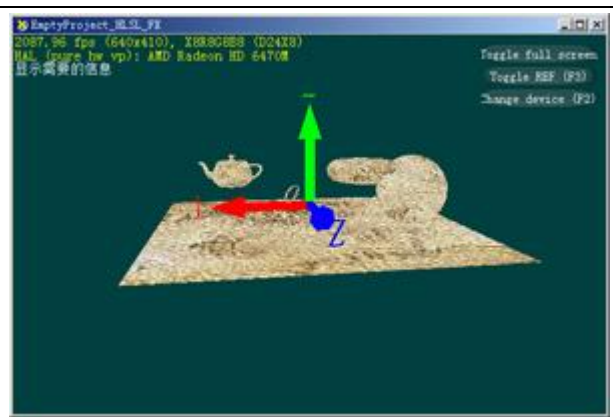 EmptyProject_HLSL_FX
2087.96 fps (640x410), X8R8G8B8 (D24X8)
HAL (pure hw vp): AMD Radeon HD 6470M
显示需要的信息
Toggle full screen
Toggle REF (F3)
Change device (F2)
Z